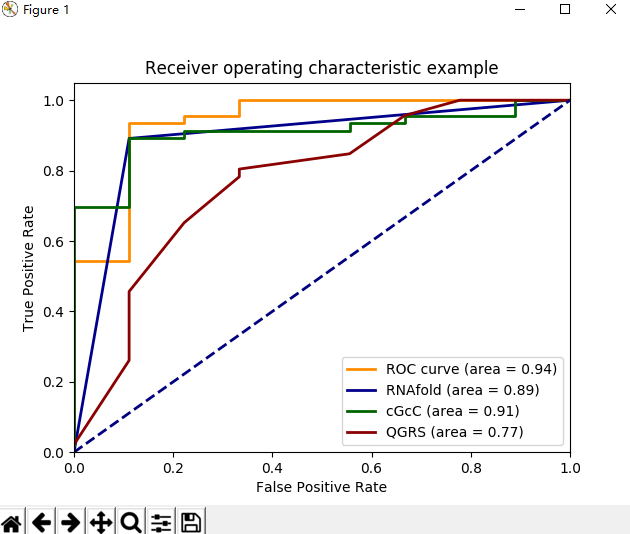 Figure 1
Receiver operating characteristic example
True Positive Rate
1.0
0.8
0.6
0.4
0.2
0.0
ROC curve (area = 0.94)
RNAfold (area = 0.89)
cGcC (area = 0.91)
QGRS (area = 0.77)
0.0 0.2 0.4 0.6 0.8 1.0
False Positive Rate